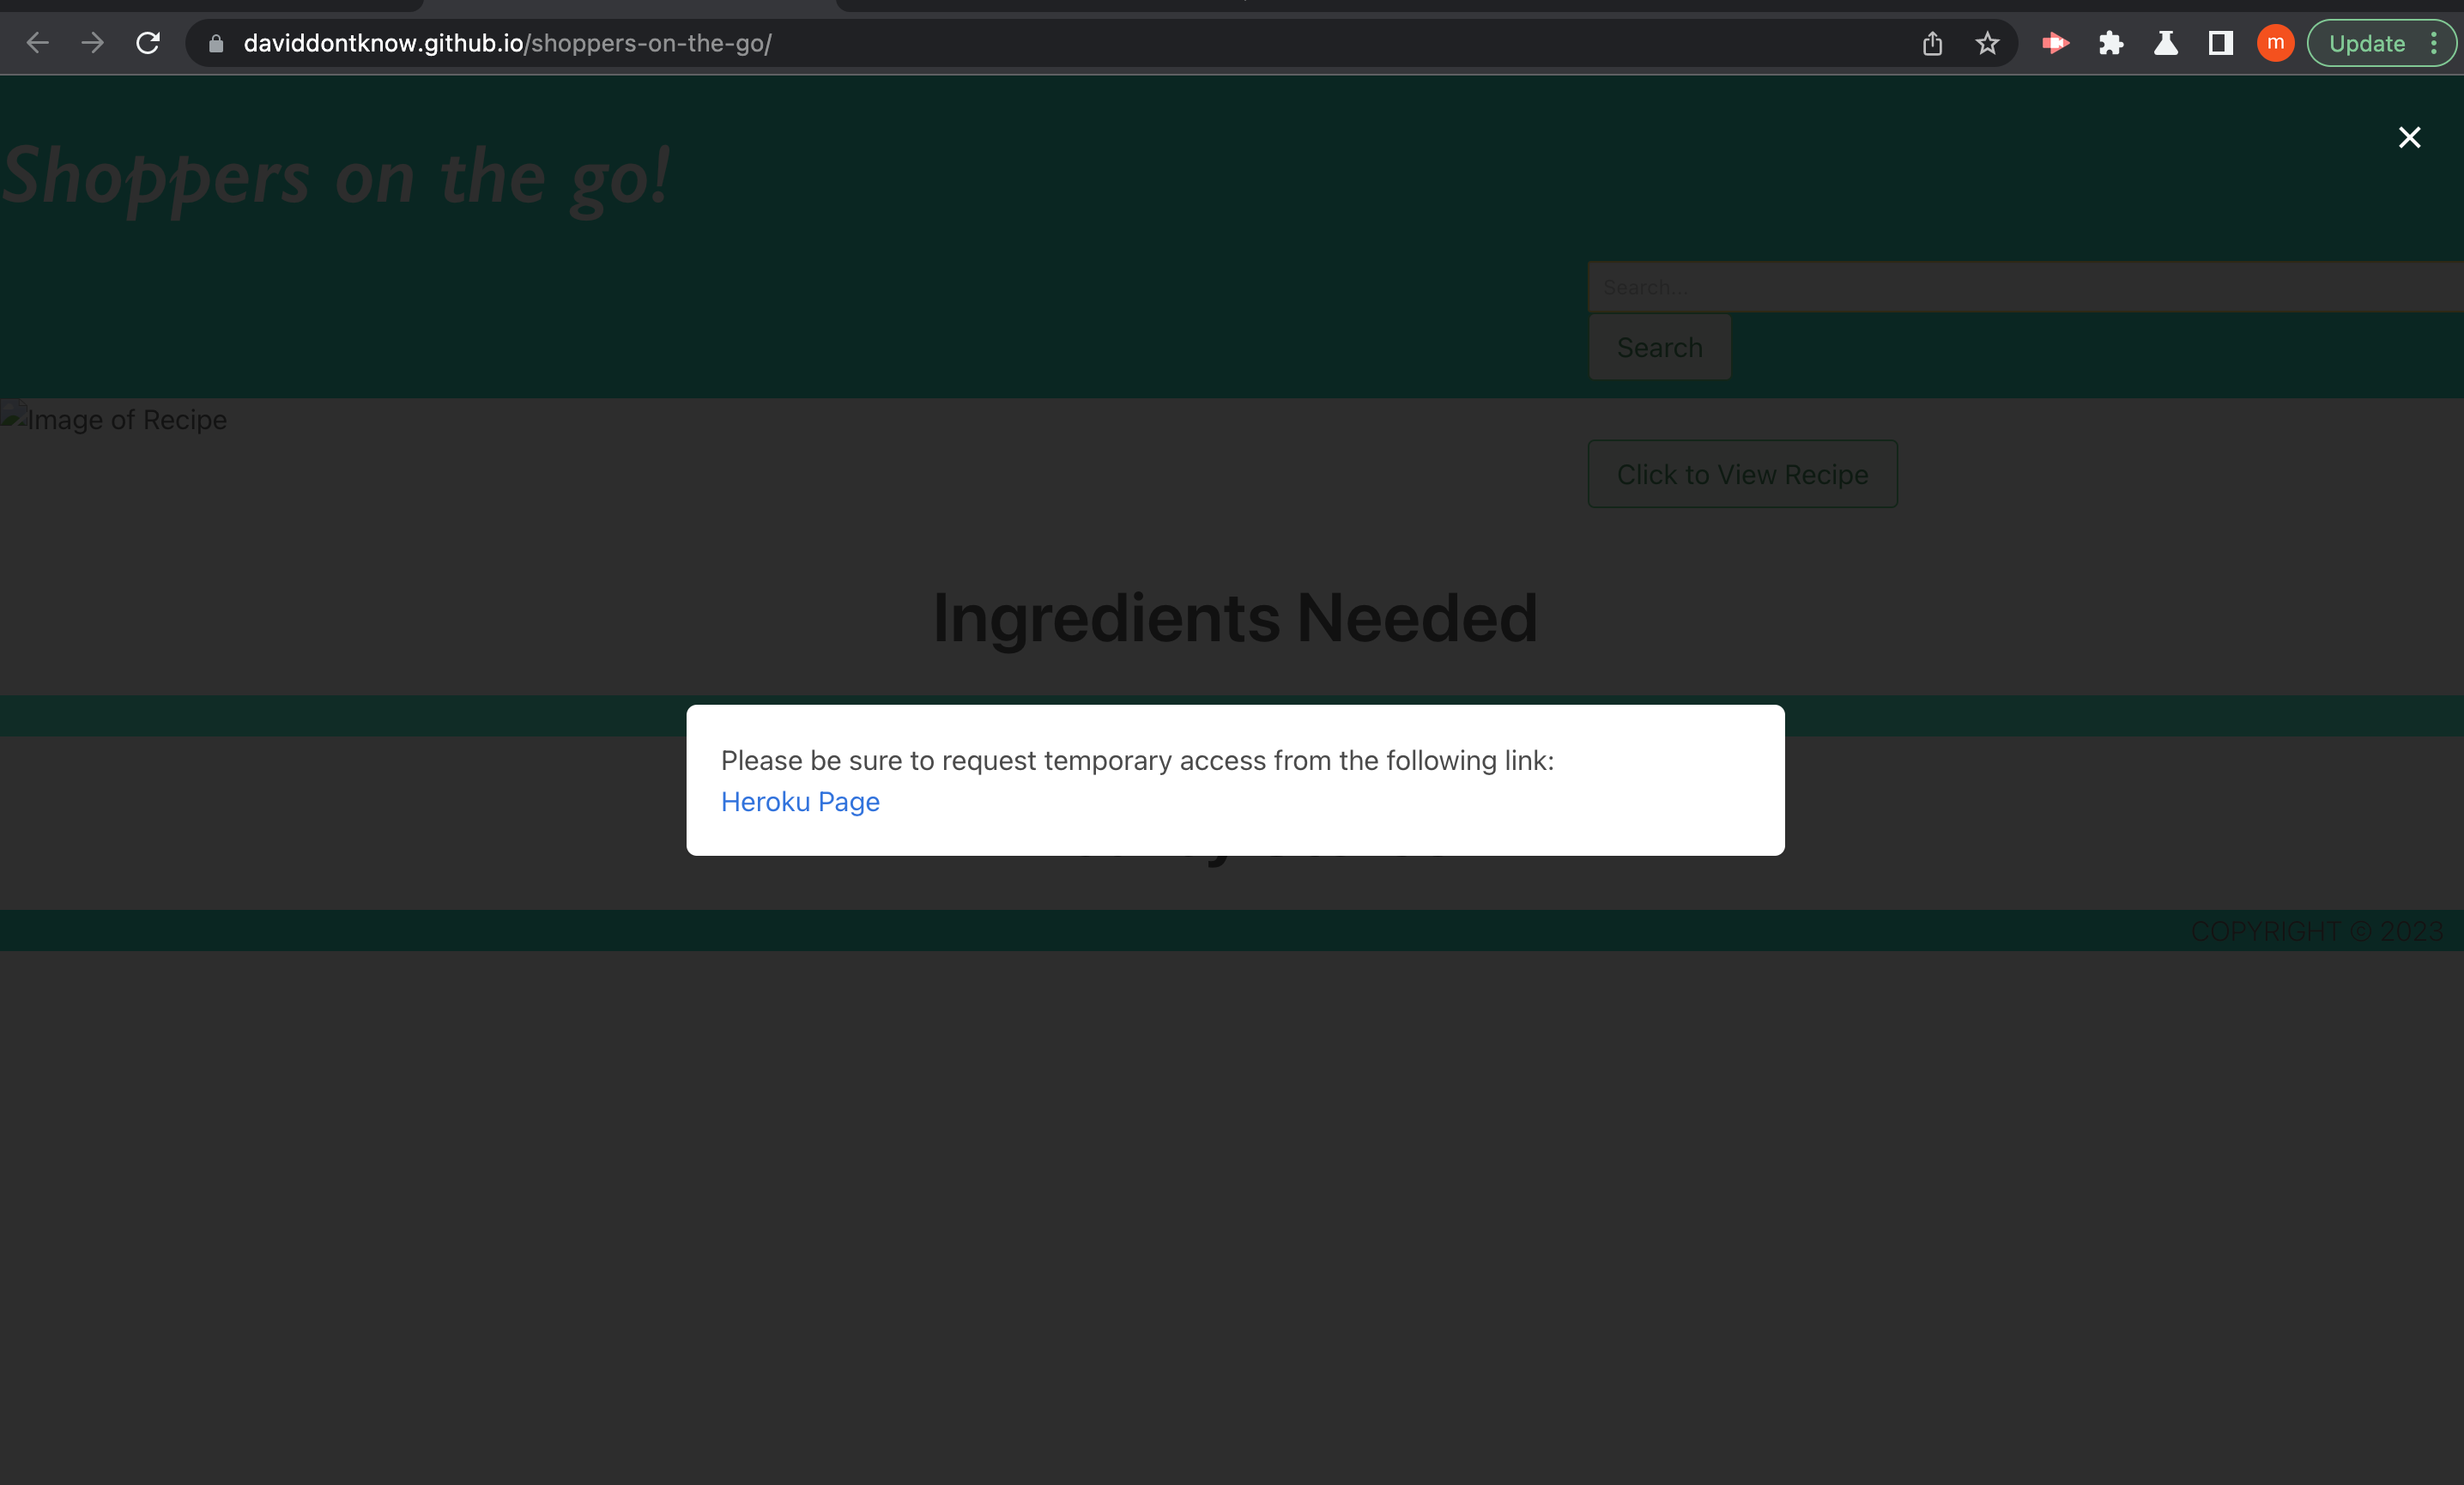 daviddontknow.github.io/shoppers-on-the-go/
m
Update
Shoppers on the go!
Search...
Search
Image of Recipe
Click to View Recipe
Ingredients Needed
Please be sure to request temporary access from the following link:
Heroku Page
COPYRIGHT © 2023